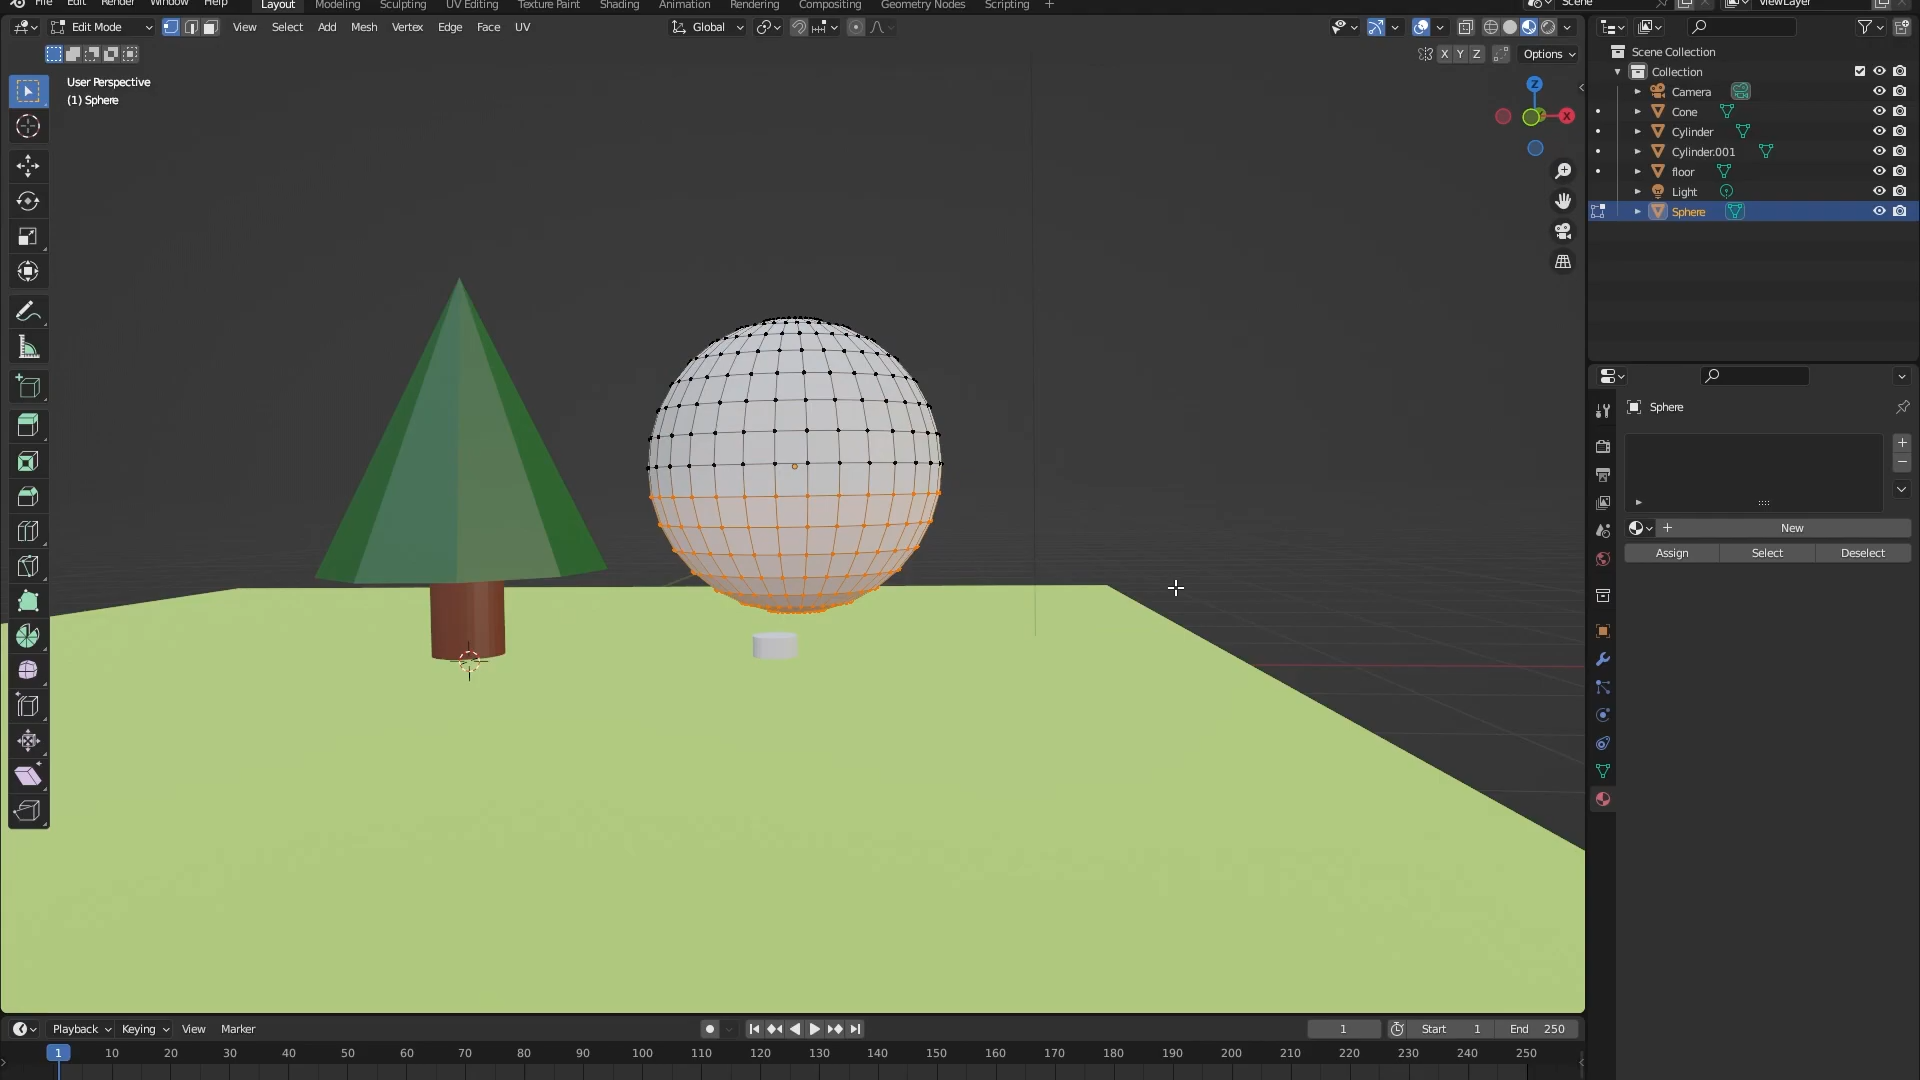 File Edit Render Window Help Layout Modeling Sculpting UV Editing Texture Paint Shading Animation Rendering Compositing Geometry Nodes Scripting + Scene ViewLayer
Edit Mode View Select Add Mesh Vertex Edge Face UV Global
X Y Z Options
User Perspective
(1) Sphere
Z
X
Scene Collection
Collection
Camera
Cone
Cylinder
Cylinder.001
floor
Light
Sphere
Sphere
New
Assign Select Deselect
Playback Keying View Marker 1 Start 1 End 250
1 10 20 30 40 50 60 70 80 90 100 110 120 130 140 150 160 170 180 190 200 210 220 230 240 250